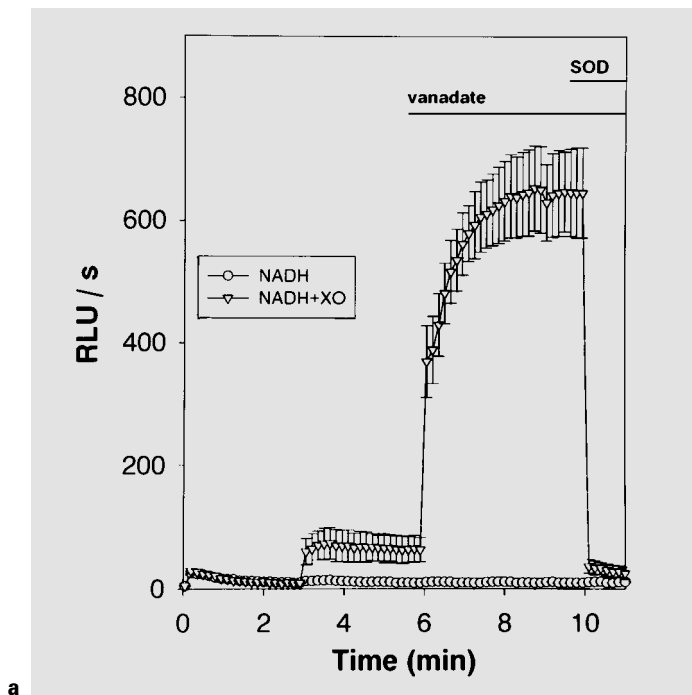 SOD
800
vanadate
600
NADH
NADH+XO
RLU / s
400
200
0
0 2 4 6 8 10
Time (min)
a